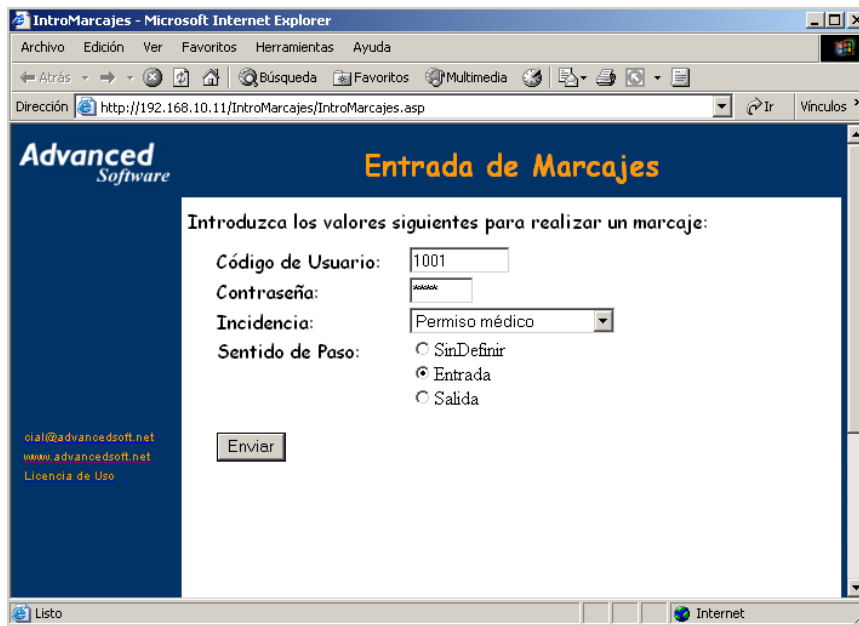 IntroMarcajes - Microsoft Internet Explorer
Archivo Edición Ver Favoritos Herramientas Ayuda
Atrás Búsqueda Favoritos Multimedia
Dirección http://192.168.10.11/IntroMarcajes/IntroMarcajes.asp Ir Vínculos »
Advanced
Software
Entrada de Marcajes
Introduzca los valores siguientes para realizar un marcaje:
Código de Usuario: 1001
Contraseña: ****
Incidencia: Permiso médico
Sentido de Paso: SinDefinir
Entrada
Salida
Enviar
cial@advancedsoft.net
www.advancedsoft.net
Licencia de Uso
Listo Internet